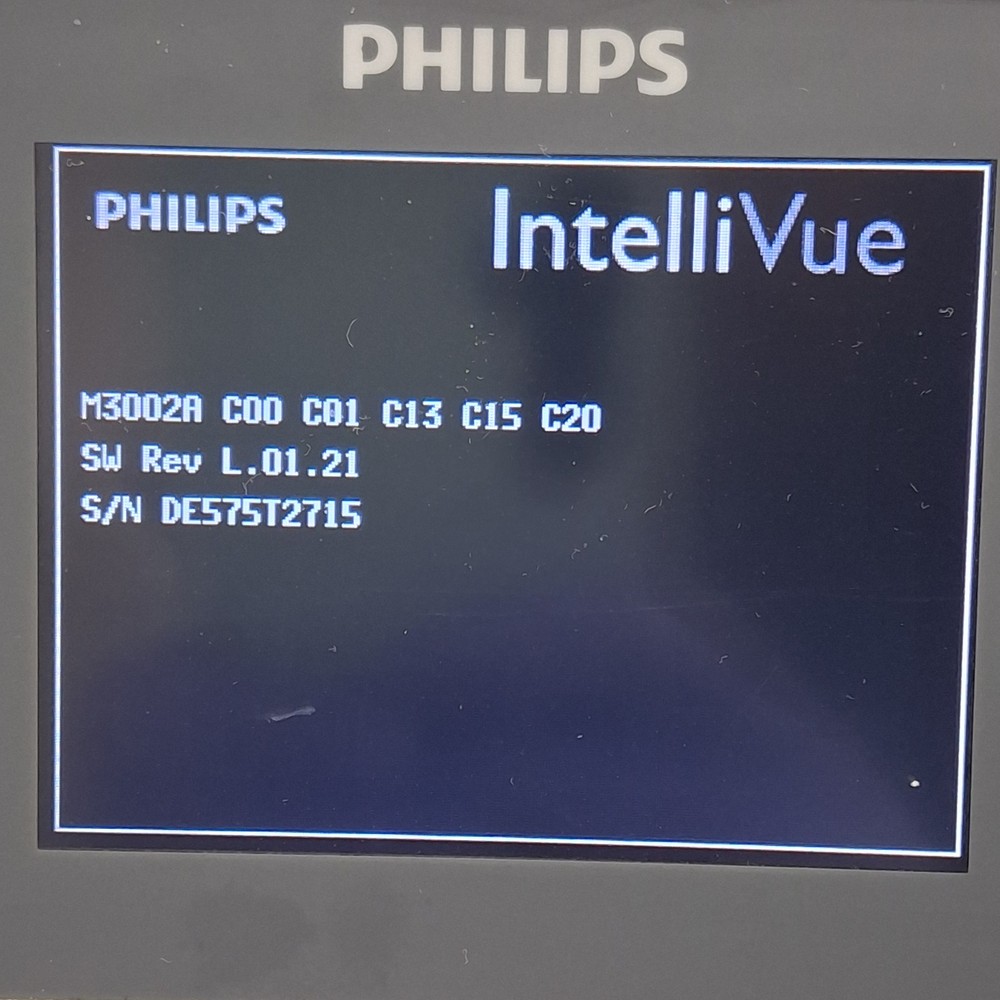 PHILIPS
PHILIPS IntelliVue
M3002A C00 C01 C13 C15 C20
SW Rev L.01.21
S/N DE575T2715